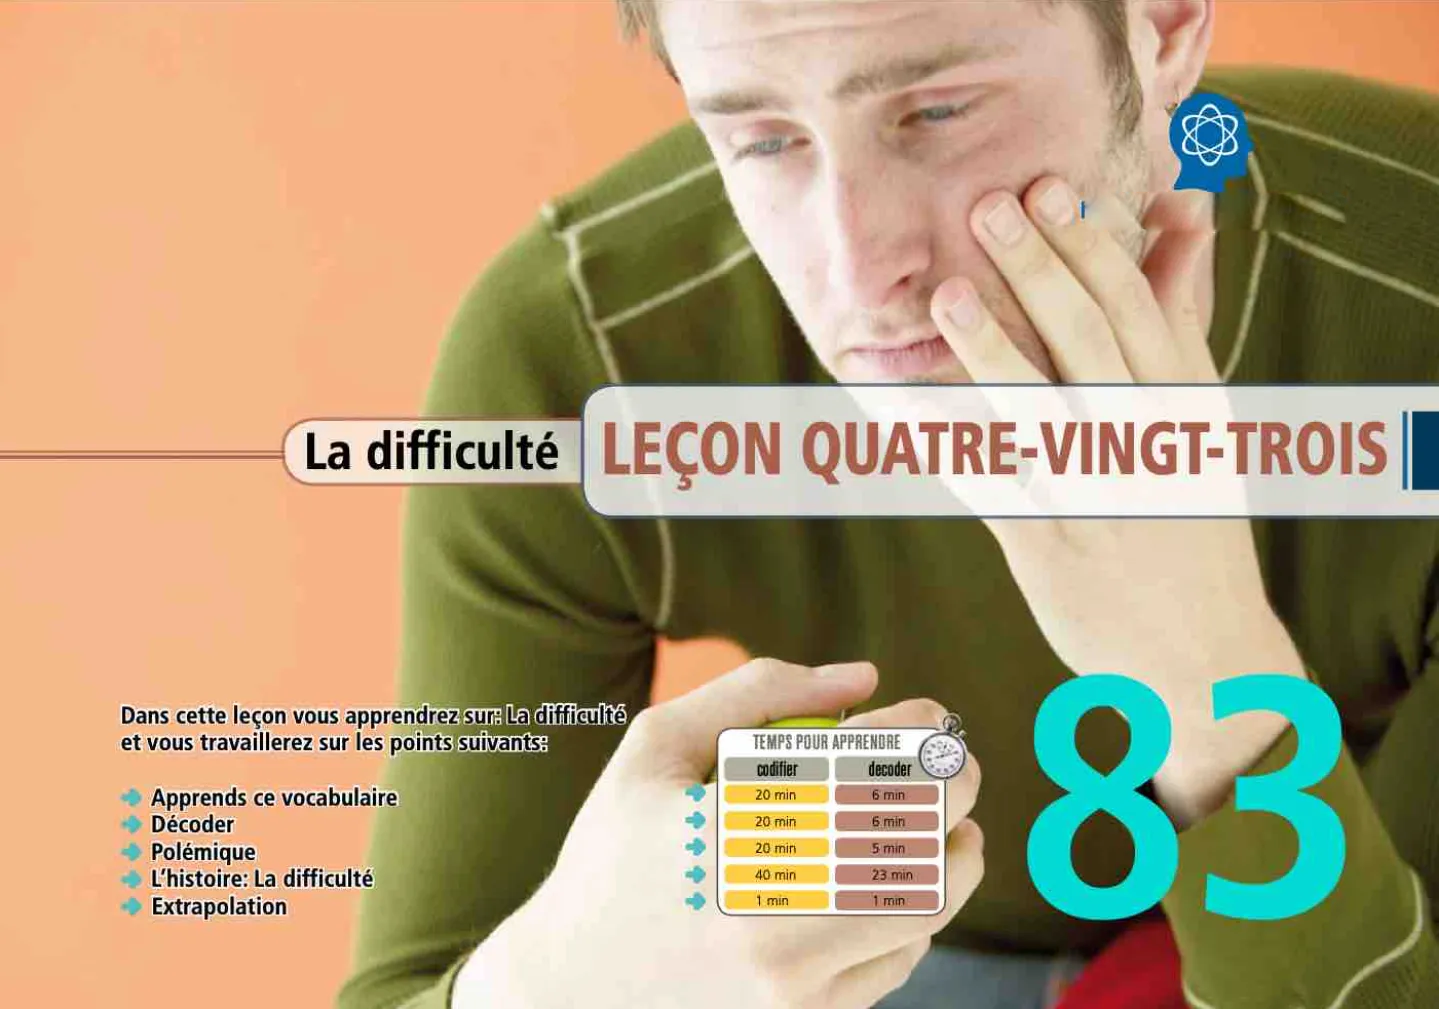 La difficulté
LEÇON QUATRE-VINGT-TROIS
Dans cette leçon vous apprendrez sur: La difficulté
et vous travaillerez sur les points suivants:
Apprends ce vocabulaire
Décoder
Polémique
L'histoire: La difficulté
Extrapolation
TEMPS POUR APPRENDRE
codifier decoder
20 min 6 min
20 min 6 min
20 min 5 min
40 min 23 min
1 min 1 min
83